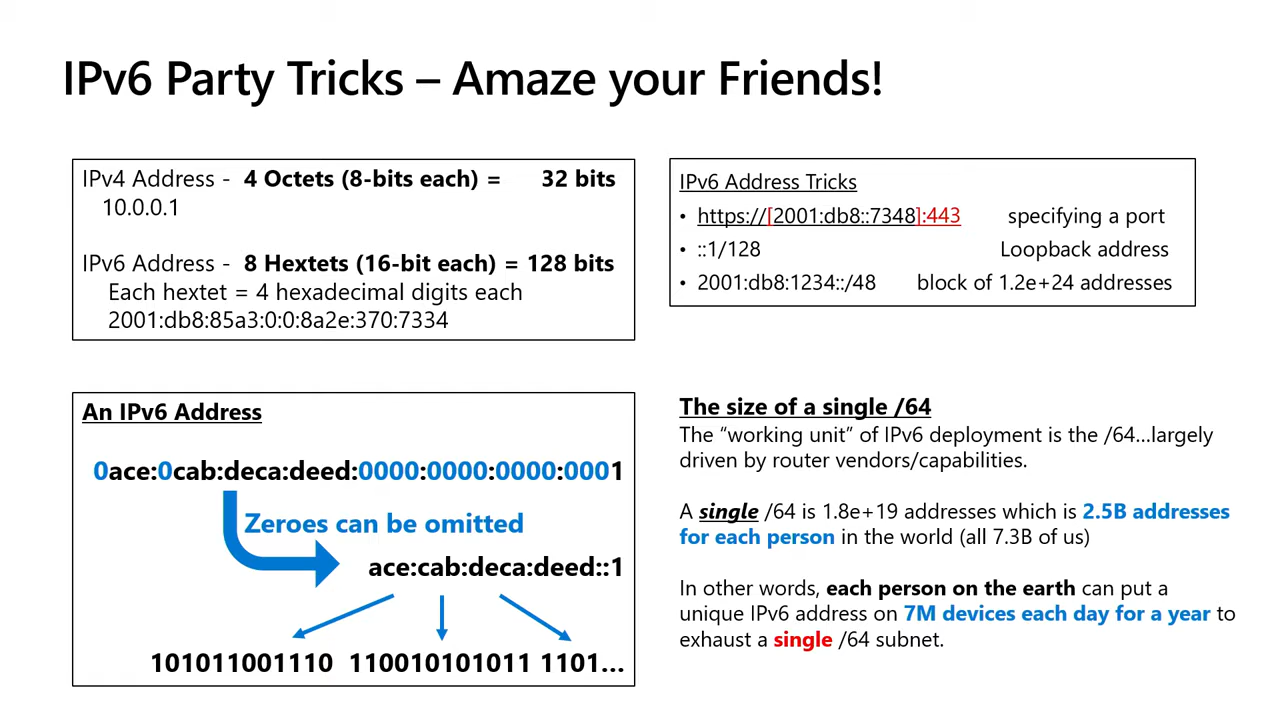 IPv6 Party Tricks – Amaze your Friends!
IPv4 Address - 4 Octets (8-bits each) = 32 bits
10.0.0.1
IPv6 Address - 8 Hextets (16-bit each) = 128 bits
Each hextet = 4 hexadecimal digits each
2001:db8:85a3:0:0:8a2e:370:7334
IPv6 Address Tricks
• https://[2001:db8::7348]:443 specifying a port
• ::1/128 Loopback address
• 2001:db8:1234::/48 block of 1.2e+24 addresses
An IPv6 Address
0ace:0cab:deca:deed:0000:0000:0000:0001
Zeroes can be omitted
ace:cab:deca:deed::1
101011001110 110010101011 1101...
The size of a single /64
The “working unit” of IPv6 deployment is the /64…largely
driven by router vendors/capabilities.
A single /64 is 1.8e+19 addresses which is 2.5B addresses
for each person in the world (all 7.3B of us)
In other words, each person on the earth can put a
unique IPv6 address on 7M devices each day for a year to
exhaust a single /64 subnet.